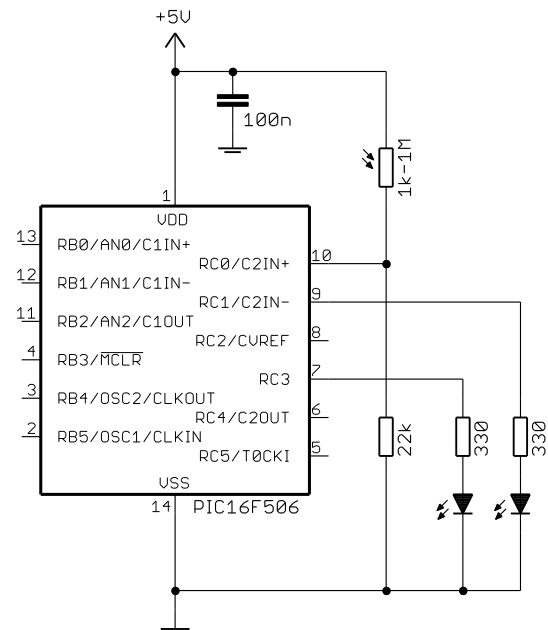 +5V
100n
1k-1M
1
VDD
13 RB0/AN0/C1IN+
RC0/C2IN+ 10
12 RB1/AN1/C1IN-
RC1/C2IN- 9
11 RB2/AN2/C1OUT
RC2/CVREF 8
4 RB3/MCLR
RC3 7
3 RB4/OSC2/CLKOUT
RC4/C2OUT 6
2 RB5/OSC1/CLKIN
RC5/T0CKI 5
22k
330
330
VSS
14
PIC16F506